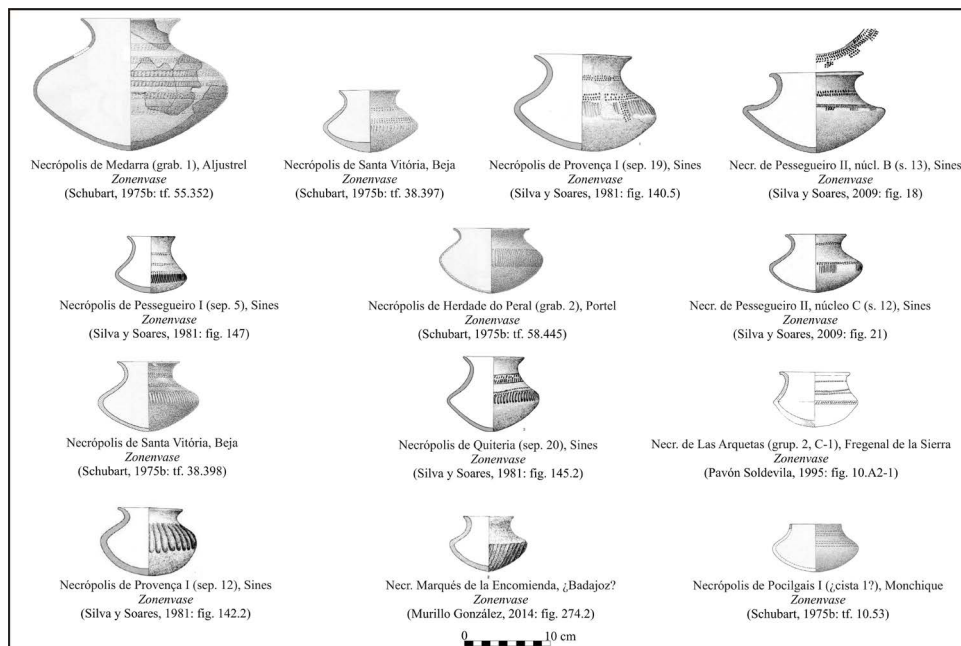 Necrópolis de Medarra (grab. 1), Aljustrel
Zonenvase
(Schubart, 1975b: tf. 55.352)
Necrópolis de Santa Vitória, Beja
Zonenvase
(Schubart, 1975b: tf. 38.397)
Necrópolis de Provença I (sep. 19), Sines
Zonenvase
(Silva y Soares, 1981: fig. 140.5)
Necr. de Pessegueiro II, núcl. B (s. 13), Sines
Zonenvase
(Silva y Soares, 2009: fig. 18)
Necrópolis de Pessegueiro I (sep. 5), Sines
Zonenvase
(Silva y Soares, 1981: fig. 147)
Necrópolis de Herdade do Peral (grab. 2), Portel
Zonenvase
(Schubart, 1975b: tf. 58.445)
Necr. de Pessegueiro II, núcleo C (s. 12), Sines
Zonenvase
(Silva y Soares, 2009: fig. 21)
Necrópolis de Santa Vitória, Beja
Zonenvase
(Schubart, 1975b: tf. 38.398)
Necrópolis de Quiteria (sep. 20), Sines
Zonenvase
(Silva y Soares, 1981: fig. 145.2)
Necr. de Las Arquetas (grup. 2, C-1), Fregenal de la Sierra
Zonenvase
(Pavón Soldevila, 1995: fig. 10.A2-1)
Necrópolis de Provença I (sep. 12), Sines
Zonenvase
(Silva y Soares, 1981: fig. 142.2)
Necr. Marqués de la Encomienda, ¿Badajoz?
Zonenvase
(Murillo González, 2014: fig. 274.2)
Necrópolis de Pocilgais I (¿cista 1?), Monchique
Zonenvase
(Schubart, 1975b: tf. 10.53)
0 10 cm